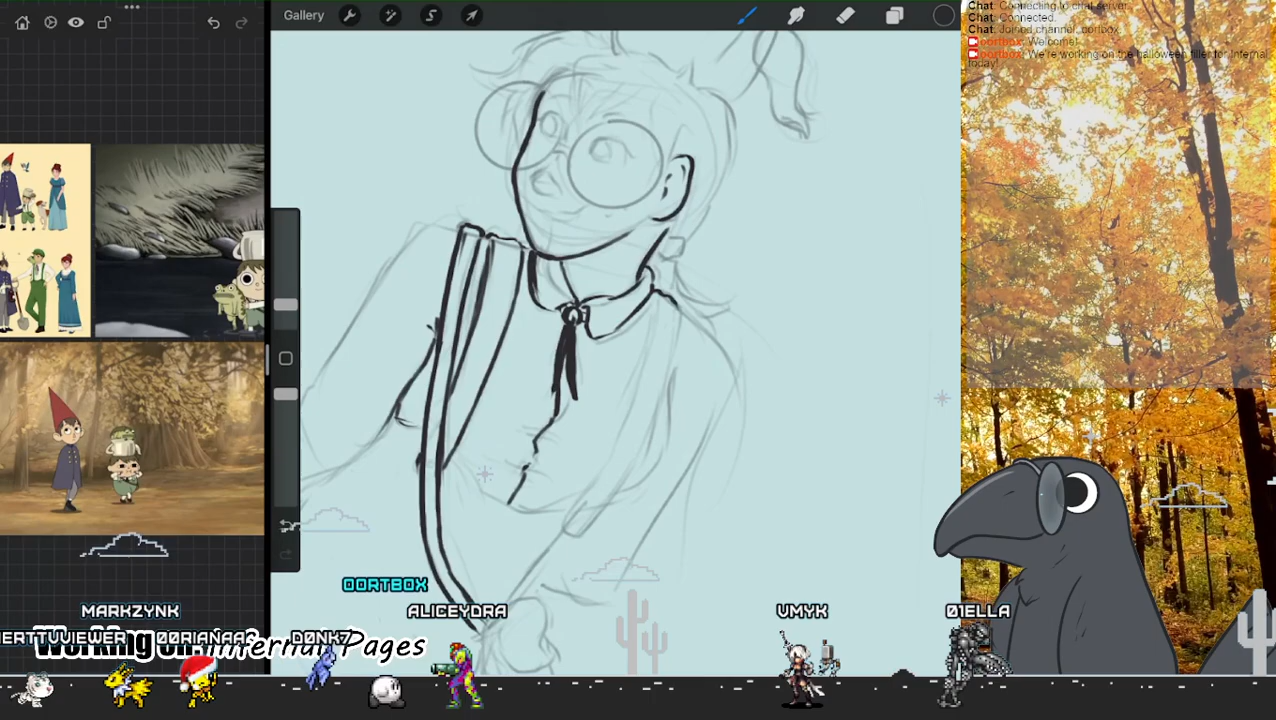 Gallery
Chat: Connecting to chat server
Chat: Connected.
Chat: Joined channel: oortbox
oortbox: Welcome!
oortbox: We're working on the halloween filler for Infernal
today!
OORTBOX
MARKZYNK
ALICEYDRA
VMYK
01ELLA
Working on Infernal Pages